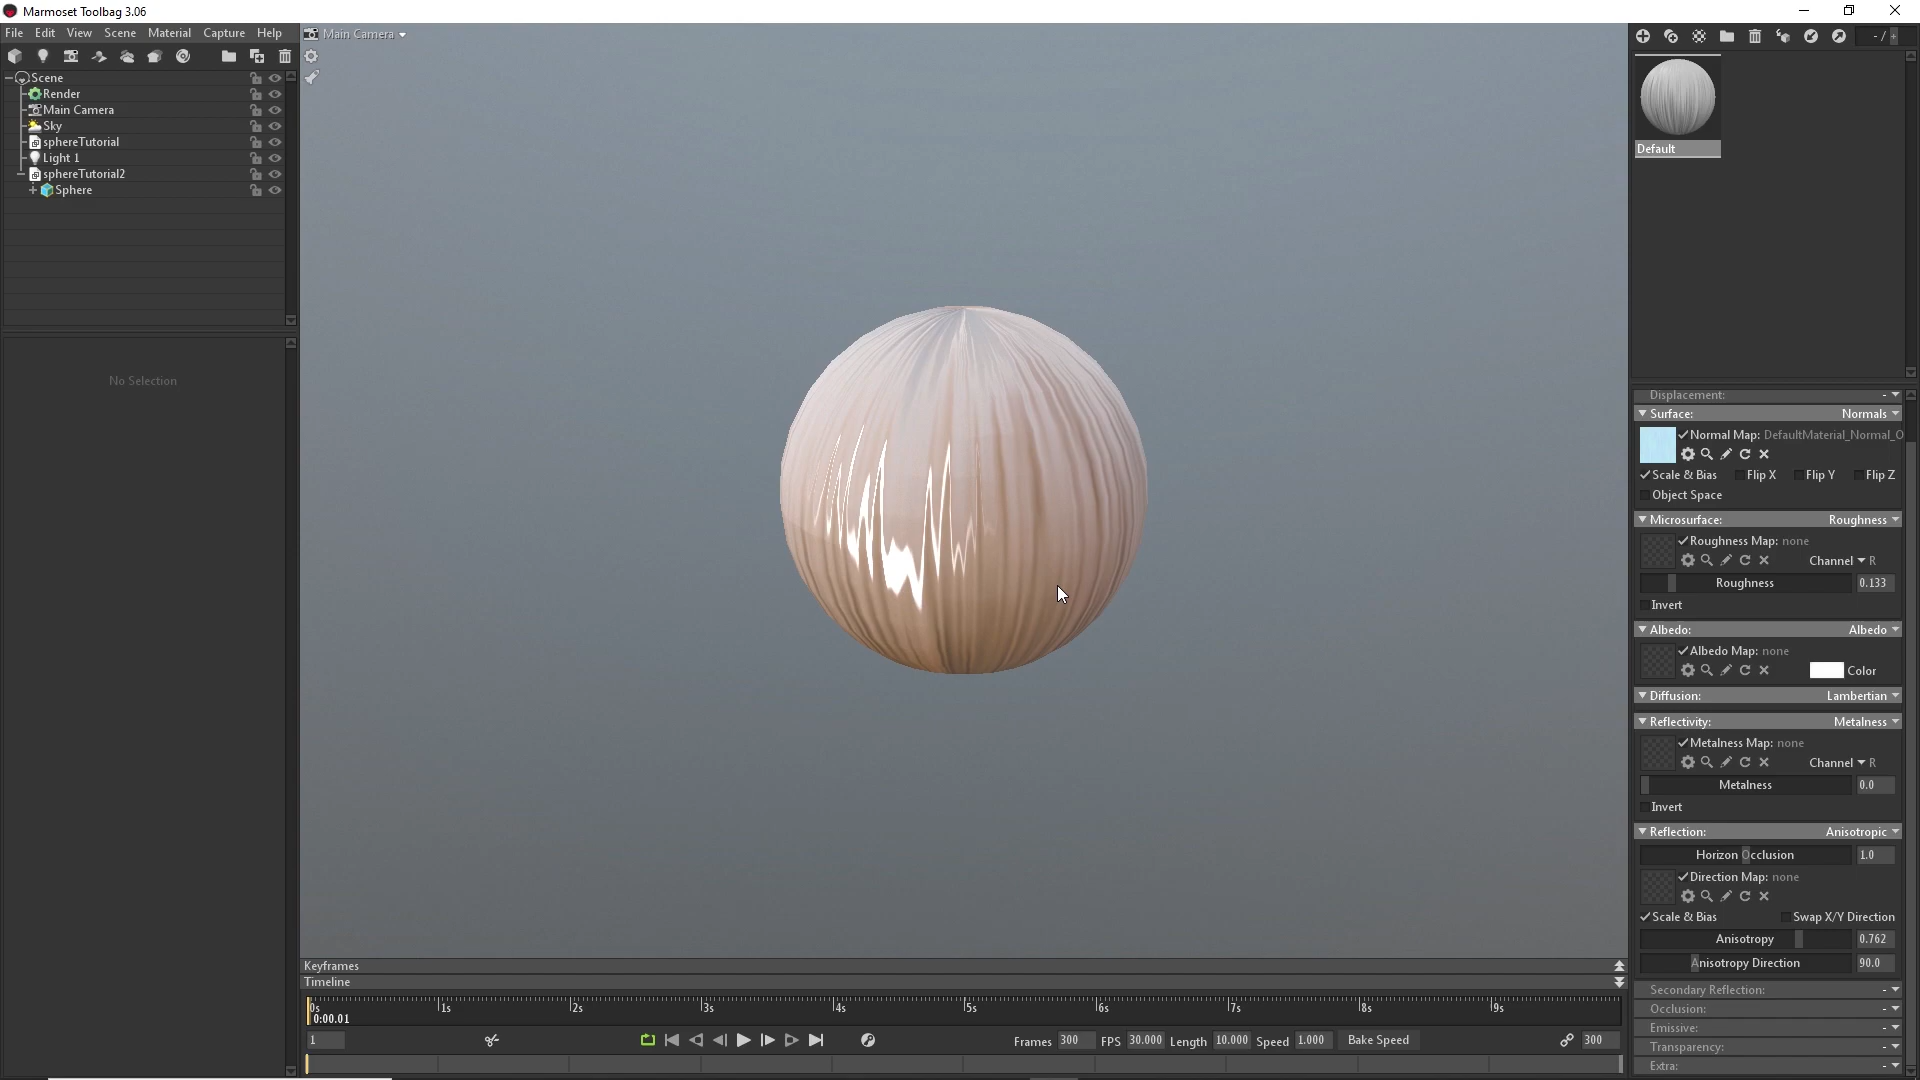 Marmoset Toolbag 3.06
File Edit View Scene Material Capture Help
Scene
Render
Main Camera
Sky
sphereTutorial
Light 1
sphereTutorial2
Sphere
No Selection
Main Camera
- / +
Default
Displacement: -
Surface: Normals
Normal Map: DefaultMaterial_Normal_O
Scale & Bias Flip X Flip Y Flip Z
Object Space
Microsurface: Roughness
Roughness Map: none
Channel R
Roughness 0.133
Invert
Albedo: Albedo
Albedo Map: none
Color
Diffusion: Lambertian
Reflectivity: Metalness
Metalness Map: none
Channel R
Metalness 0.0
Invert
Reflection: Anisotropic
Horizon Occlusion 1.0
Direction Map: none
Scale & Bias Swap X/Y Direction
Anisotropy 0.762
Anisotropy Direction 90.0
Secondary Reflection: -
Occlusion: -
Emissive: -
Transparency: -
Extra: -
Keyframes
Timeline
0s 1s 2s 3s 4s 5s 6s 7s 8s 9s
0:00.01
1 Frames 300 FPS 30.000 Length 10.000 Speed 1.000 Bake Speed 300